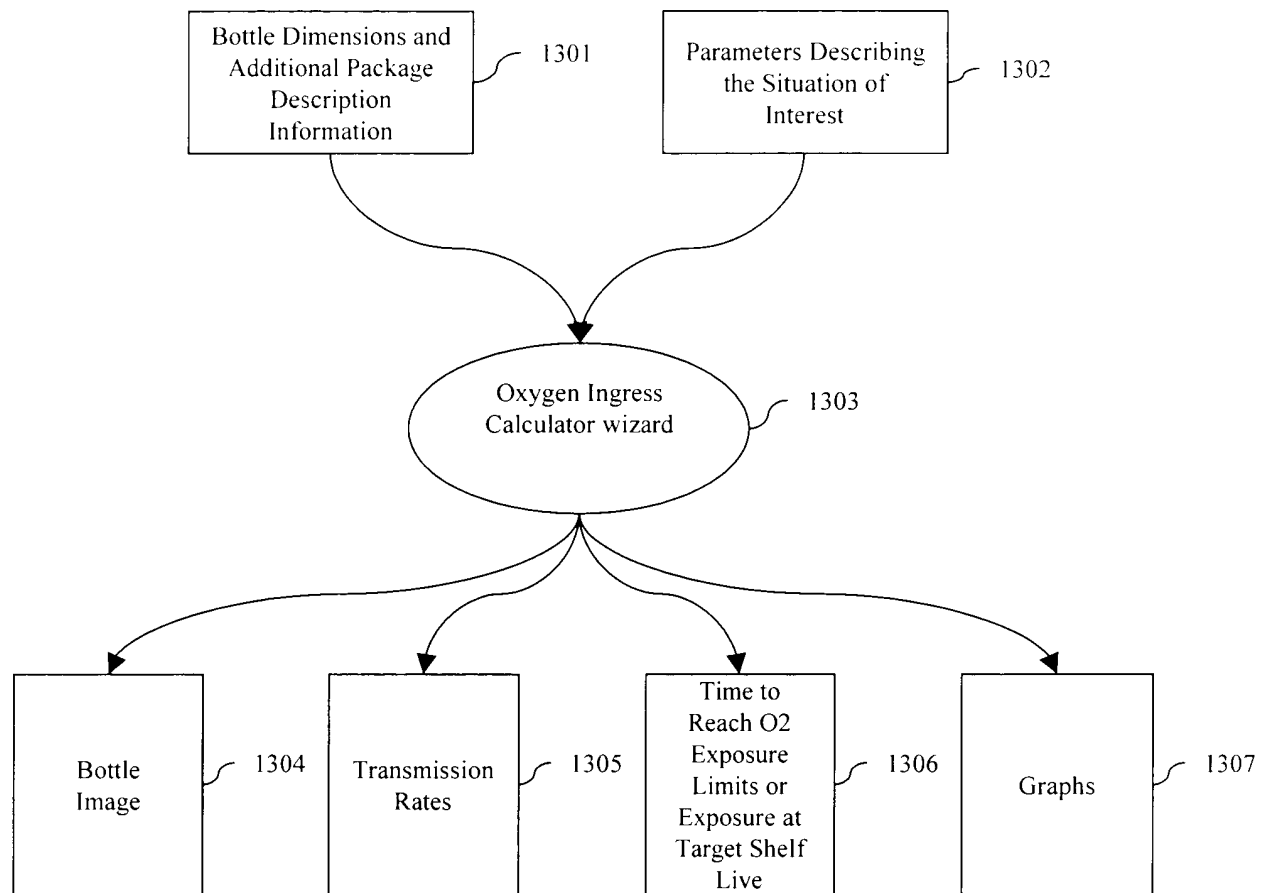 Bottle Dimensions and
Additional Package
Description
Information
1301
Parameters Describing
the Situation of
Interest
1302
Oxygen Ingress
Calculator wizard
1303
Bottle
Image
1304
Transmission
Rates
1305
Time to
Reach O2
Exposure
Limits or
Exposure at
Target Shelf
Live
1306
Graphs
1307